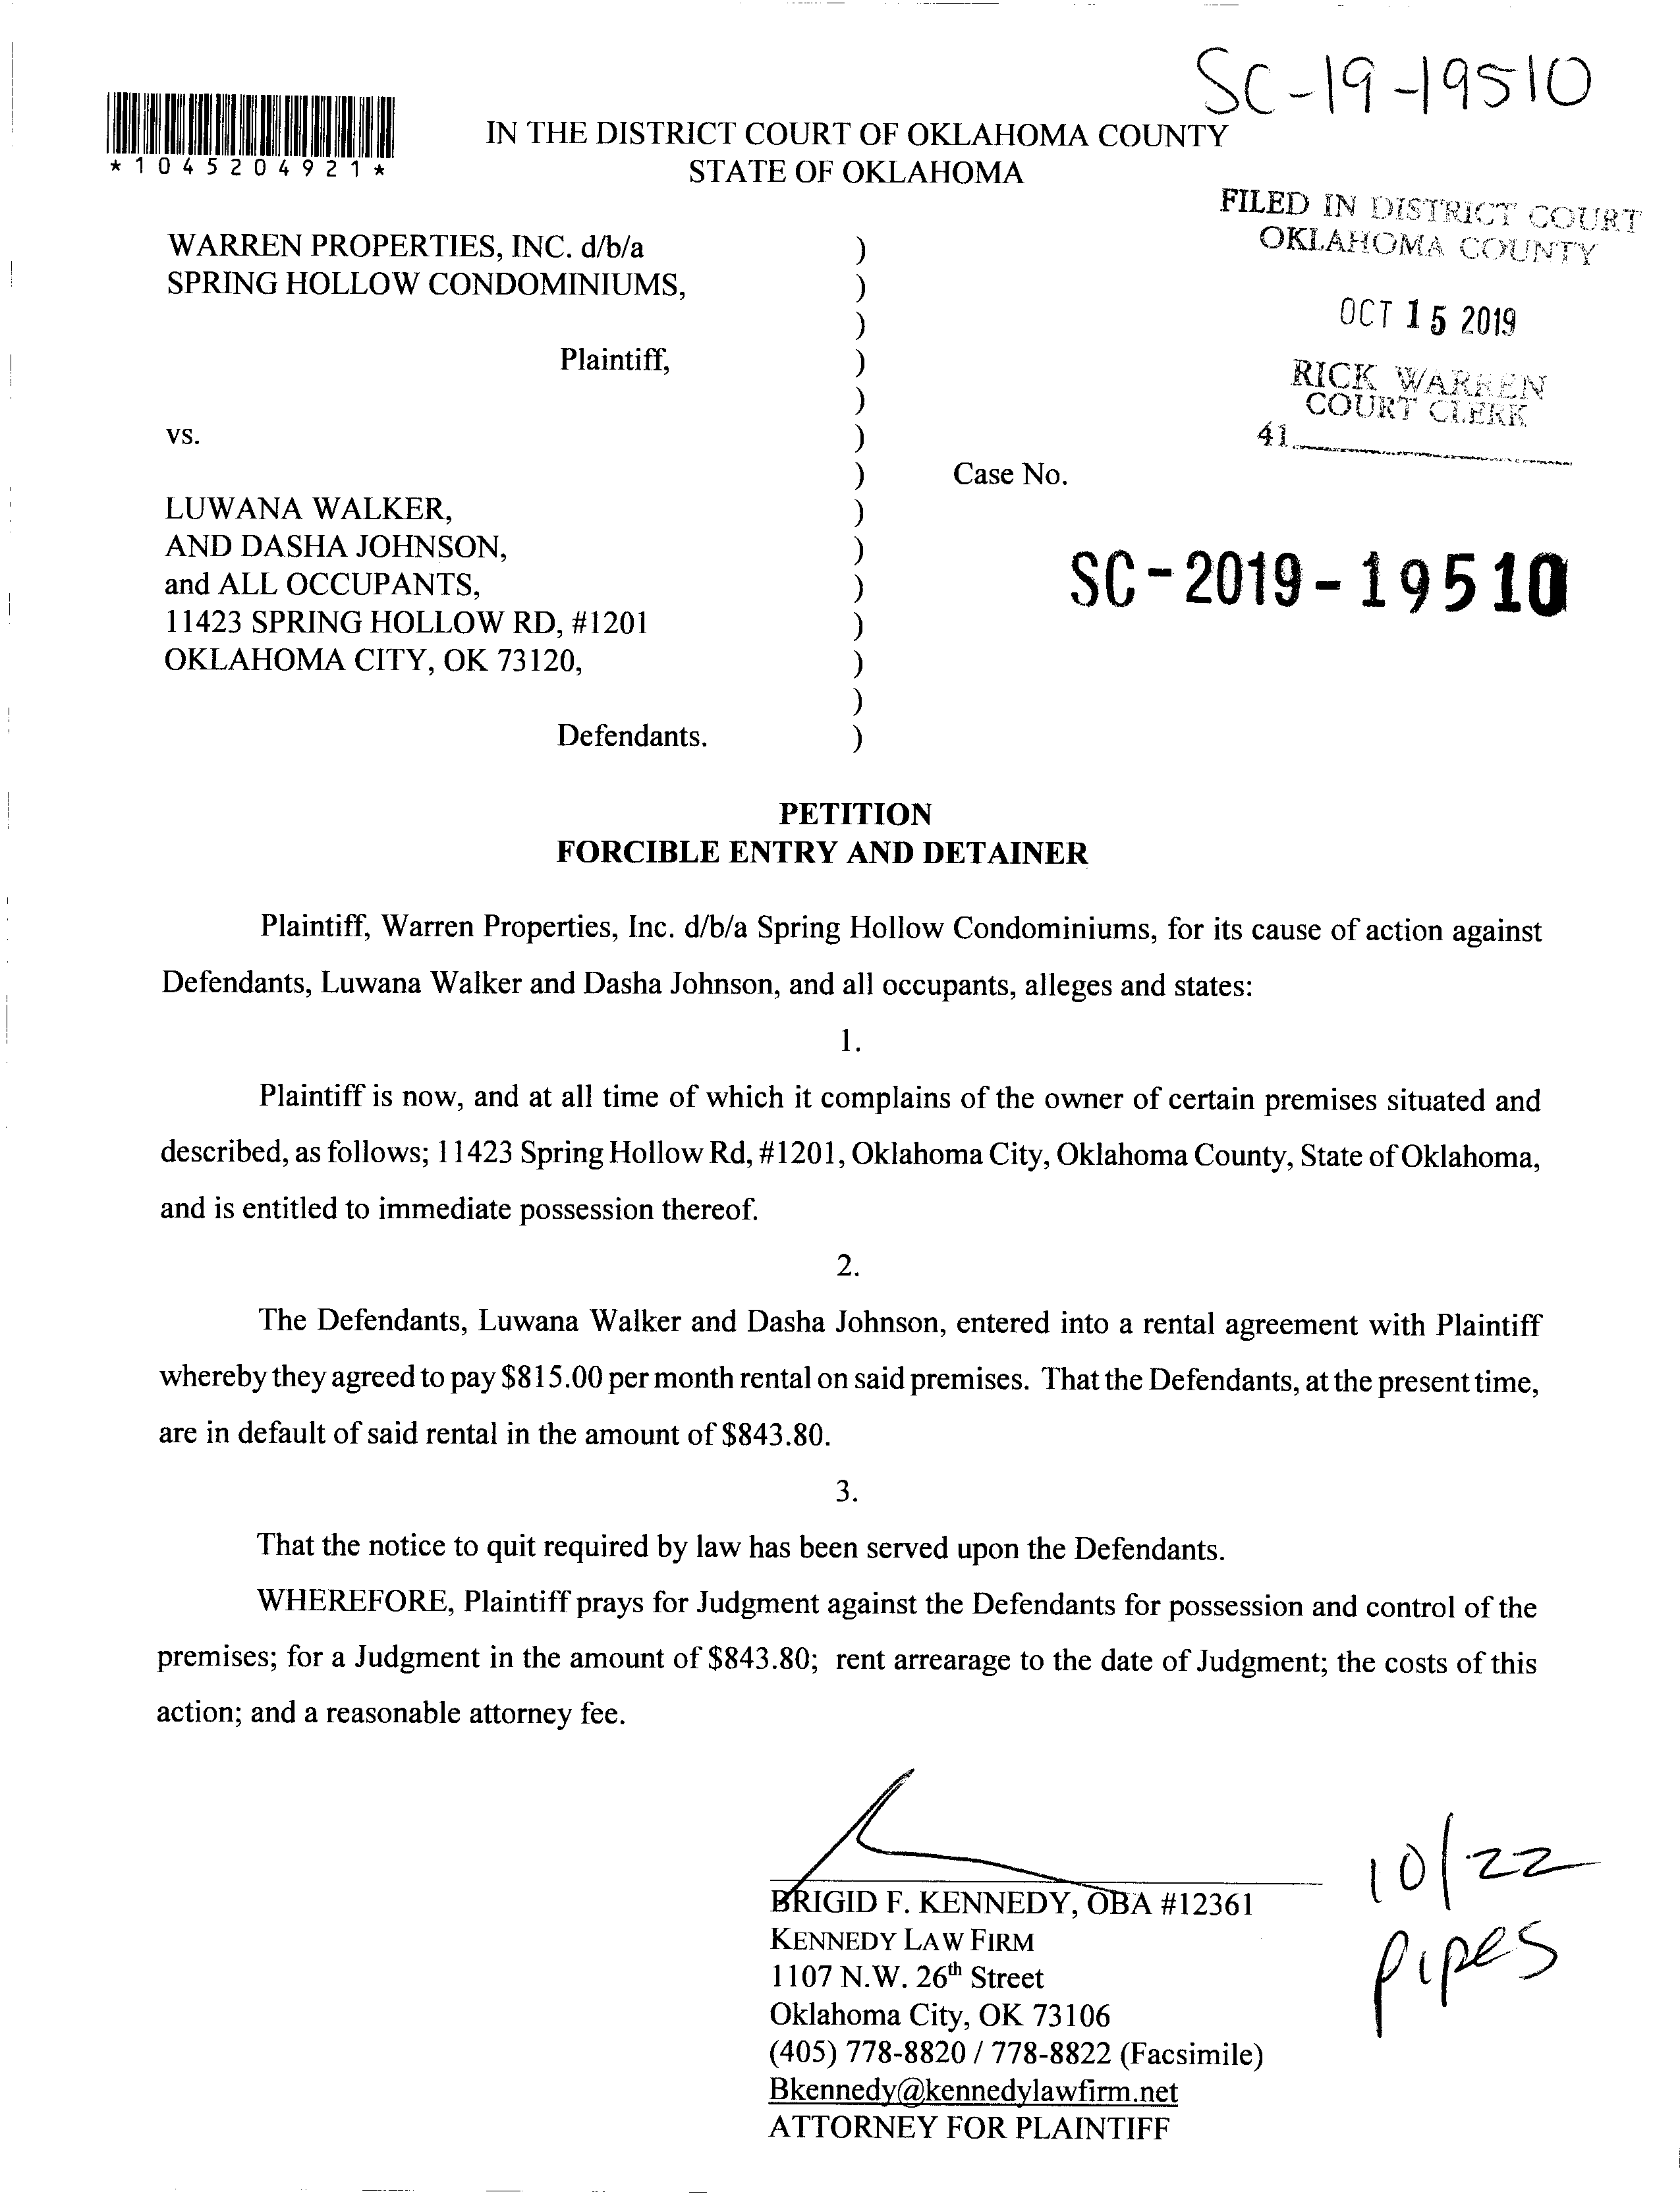 SC-19-19510
*1045204921*
IN THE DISTRICT COURT OF OKLAHOMA COUNTY
STATE OF OKLAHOMA
FILED IN DISTRICT COURT
OKLAHOMA COUNTY
OCT 15 2019
RICK WARREN
COURT CLERK
41
WARREN PROPERTIES, INC. d/b/a )
SPRING HOLLOW CONDOMINIUMS, )
)
Plaintiff, )
)
vs. )
) Case No.
LUWANA WALKER, )
AND DASHA JOHNSON, )
and ALL OCCUPANTS, )
11423 SPRING HOLLOW RD, #1201 )
OKLAHOMA CITY, OK 73120, )
)
Defendants. )
SC-2019-19510
PETITION
FORCIBLE ENTRY AND DETAINER
Plaintiff, Warren Properties, Inc. d/b/a Spring Hollow Condominiums, for its cause of action against
Defendants, Luwana Walker and Dasha Johnson, and all occupants, alleges and states:
1.
Plaintiff is now, and at all time of which it complains of the owner of certain premises situated and
described, as follows; 11423 Spring Hollow Rd, #1201, Oklahoma City, Oklahoma County, State of Oklahoma,
and is entitled to immediate possession thereof.
2.
The Defendants, Luwana Walker and Dasha Johnson, entered into a rental agreement with Plaintiff
whereby they agreed to pay $815.00 per month rental on said premises. That the Defendants, at the present time,
are in default of said rental in the amount of $843.80.
3.
That the notice to quit required by law has been served upon the Defendants.
WHEREFORE, Plaintiff prays for Judgment against the Defendants for possession and control of the
premises; for a Judgment in the amount of $843.80; rent arrearage to the date of Judgment; the costs of this
action; and a reasonable attorney fee.
BRIGID F. KENNEDY, OBA #12361
KENNEDY LAW FIRM
1107 N.W. 26th Street
Oklahoma City, OK 73106
(405) 778-8820 / 778-8822 (Facsimile)
Bkennedy@kennedylawfirm.net
ATTORNEY FOR PLAINTIFF
10/22
pipes